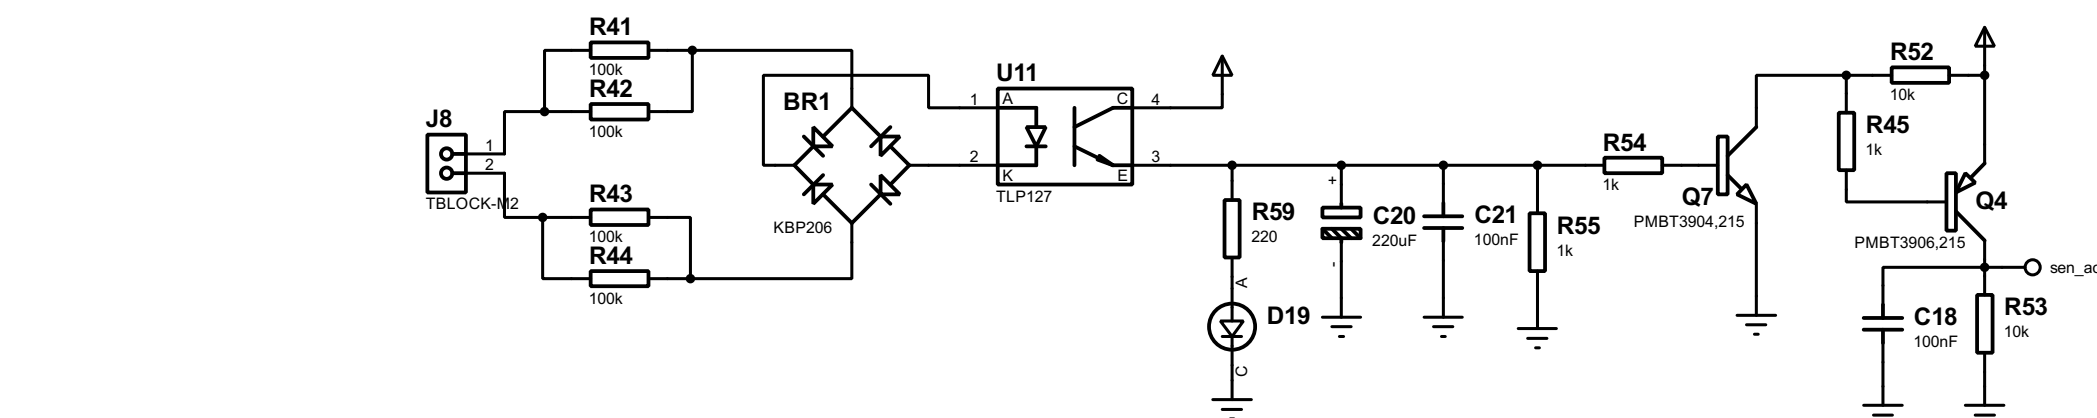 R41
100k
R42
100k
J8
1
2
TBLOCK-M2
R43
100k
R44
100k
BR1
KBP206
U11
1
A
C
4
2
K
E
3
TLP127
R59
220
A
D19
C
+
C20
220uF
-
C21
100nF
R55
1k
R54
1k
Q7
PMBT3904,215
R52
10k
R45
1k
Q4
PMBT3906,215
C18
100nF
R53
10k